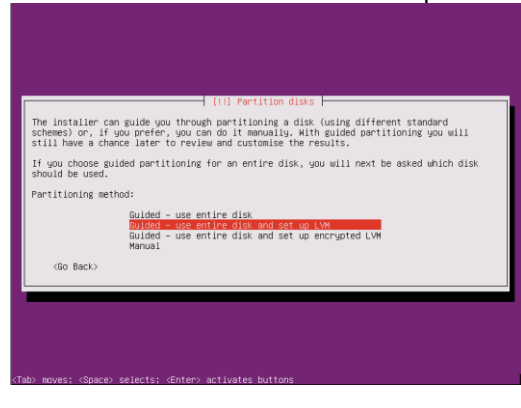 [!!] Partition disks
The installer can guide you through partitioning a disk (using different standard
schemes) or, if you prefer, you can do it manually. With guided partitioning you will
still have a chance later to review and customise the results.
If you choose guided partitioning for an entire disk, you will next be asked which disk
should be used.
Partitioning method:
Guided - use entire disk
Guided - use entire disk and set up LVM
Guided - use entire disk and set up encrypted LVM
Manual
<Go Back>
<Tab> moves; <Space> selects; <Enter> activates buttons